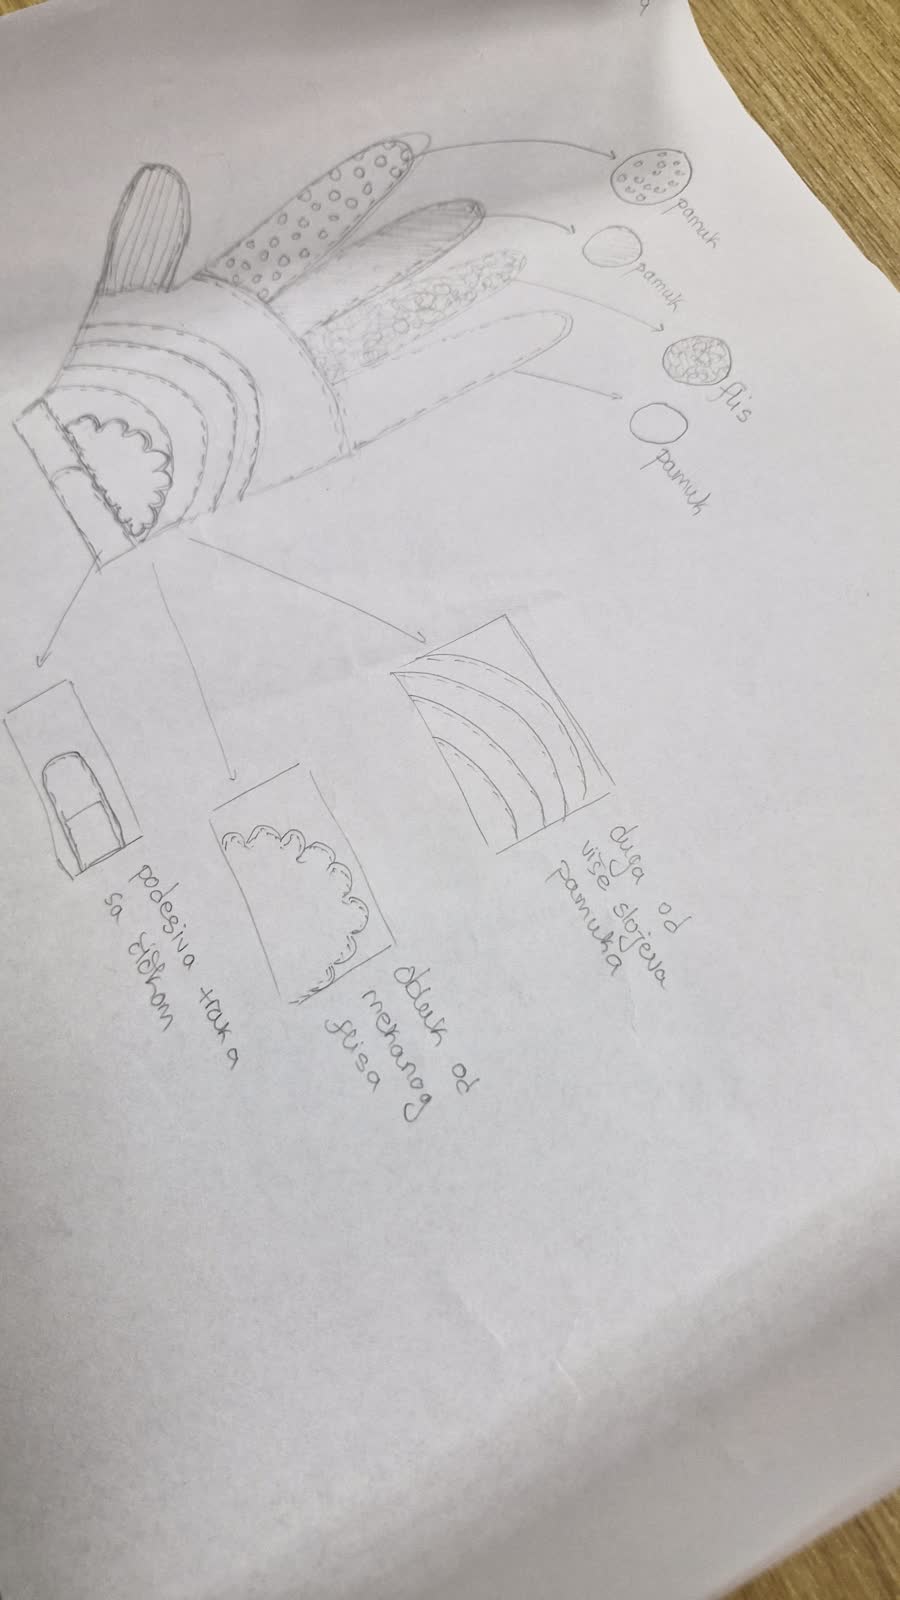 pamuk
pamuk
flis
pamuk
podesiva traka
sa čičkom
oblak od
mekanog
flisa
duga od
više slojeva
pamuka